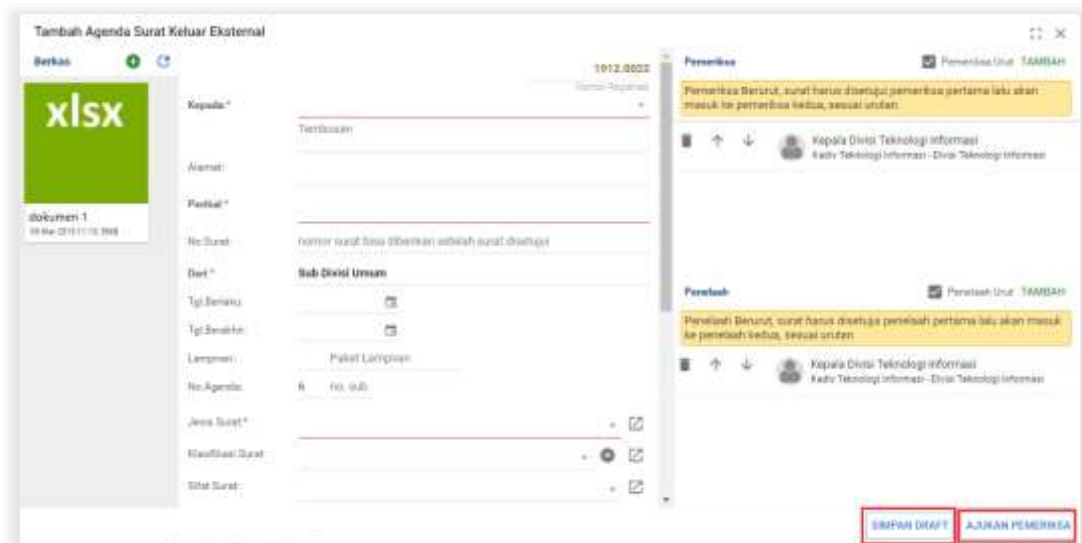 Tambah Agenda Surat Keluar Eksternal
Berkas
xlsx
dokumen 1
1912.0022
Nomor Registrasi
Kepada:*
Tembusan
Alamat:
Perihal:*
No.Surat:
nomor surat bisa diberikan setelah surat disetujui
Dari:*
Sub Divisi Umum
Tgl.Berlaku:
Tgl.Berakhir:
Lampiran:
Paket Lampiran
No.Agenda:
6
no. sub
Jenis Surat:*
Klasifikasi Surat:
Sifat Surat:
Pemeriksa
Pemeriksa Urut
TAMBAH
Pemeriksa Berurut, surat harus disetujui pemeriksa pertama lalu akan
masuk ke pemeriksa kedua, sesuai urutan
Kepala Divisi Teknologi Informasi
Kadiv Teknologi Informasi - Divisi Teknologi Informasi
Penelaah
Penelaah Urut
TAMBAH
Penelaah Berurut, surat harus disetujui penelaah pertama lalu akan masuk
ke penelaah kedua, sesuai urutan
Kepala Divisi Teknologi Informasi
Kadiv Teknologi Informasi - Divisi Teknologi Informasi
SIMPAN DRAFT
AJUKAN PEMERIKSA